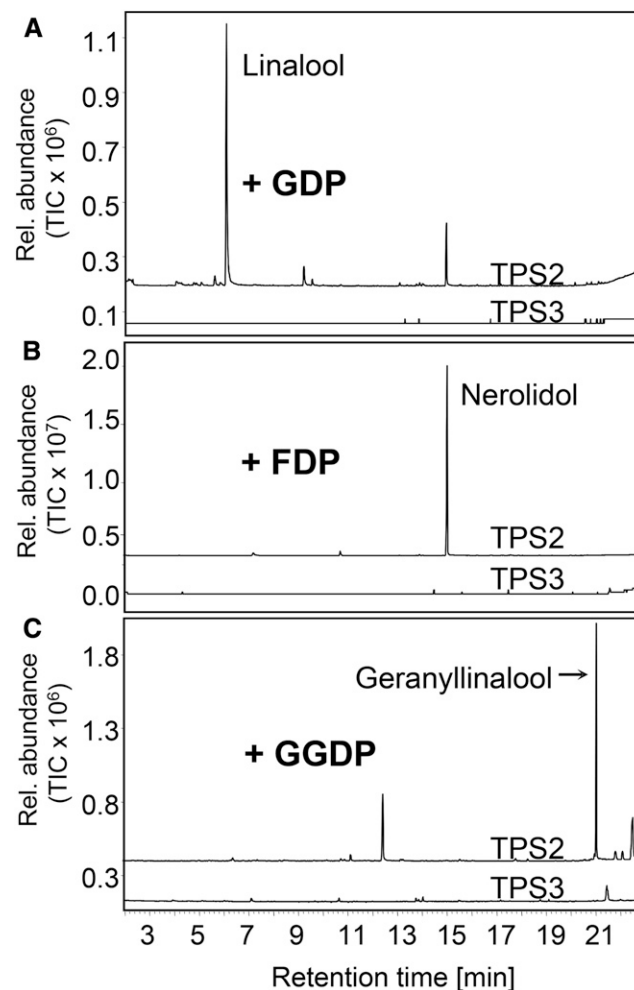 A
Rel. abundance
(TIC x 10⁶)
1.1
0.9
0.7
0.5
0.3
0.1
Linalool
+ GDP
TPS2
TPS3
B
Rel. abundance
(TIC x 10⁷)
2.0
1.5
1.0
0.5
0.0
Nerolidol
+ FDP
TPS2
TPS3
C
Rel. abundance
(TIC x 10⁶)
1.8
1.3
0.8
0.3
Geranyllinalool →
+ GGDP
TPS2
TPS3
3 5 7 9 11 13 15 17 19 21
Retention time [min]